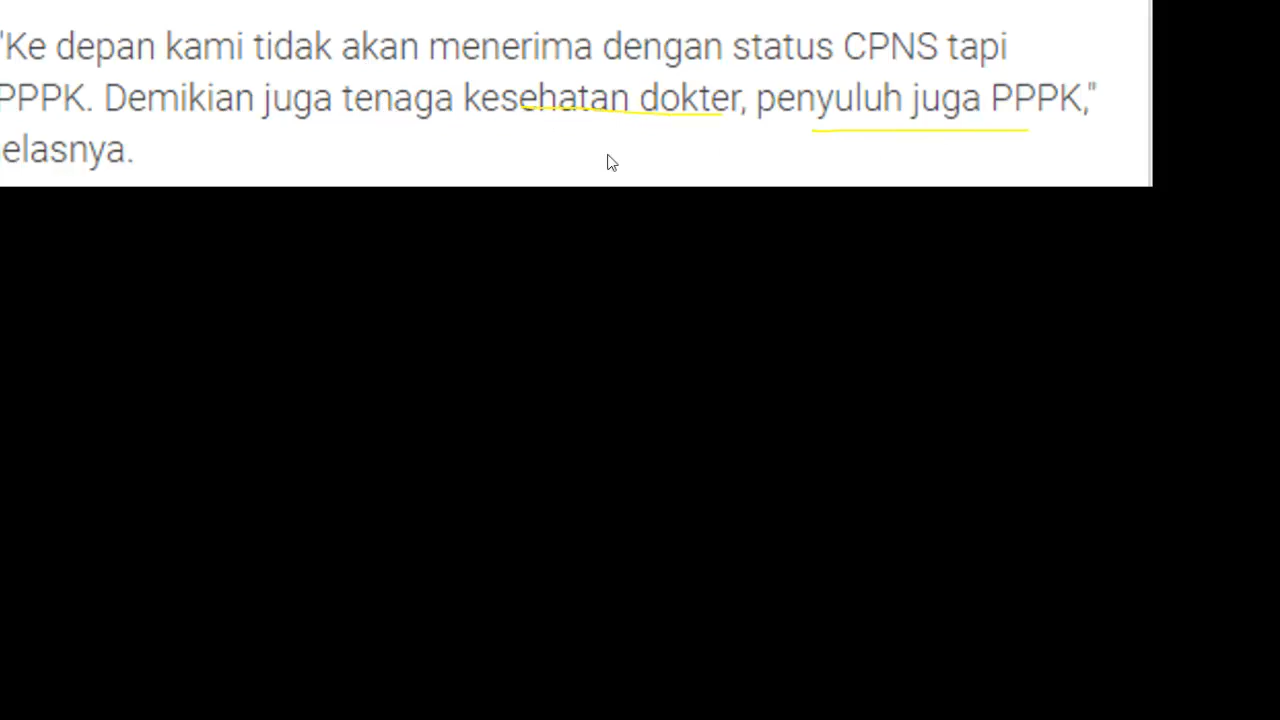 "Ke depan kami tidak akan menerima dengan status CPNS tapi
PPPK. Demikian juga tenaga kesehatan dokter, penyuluh juga PPPK,"
elasnya.